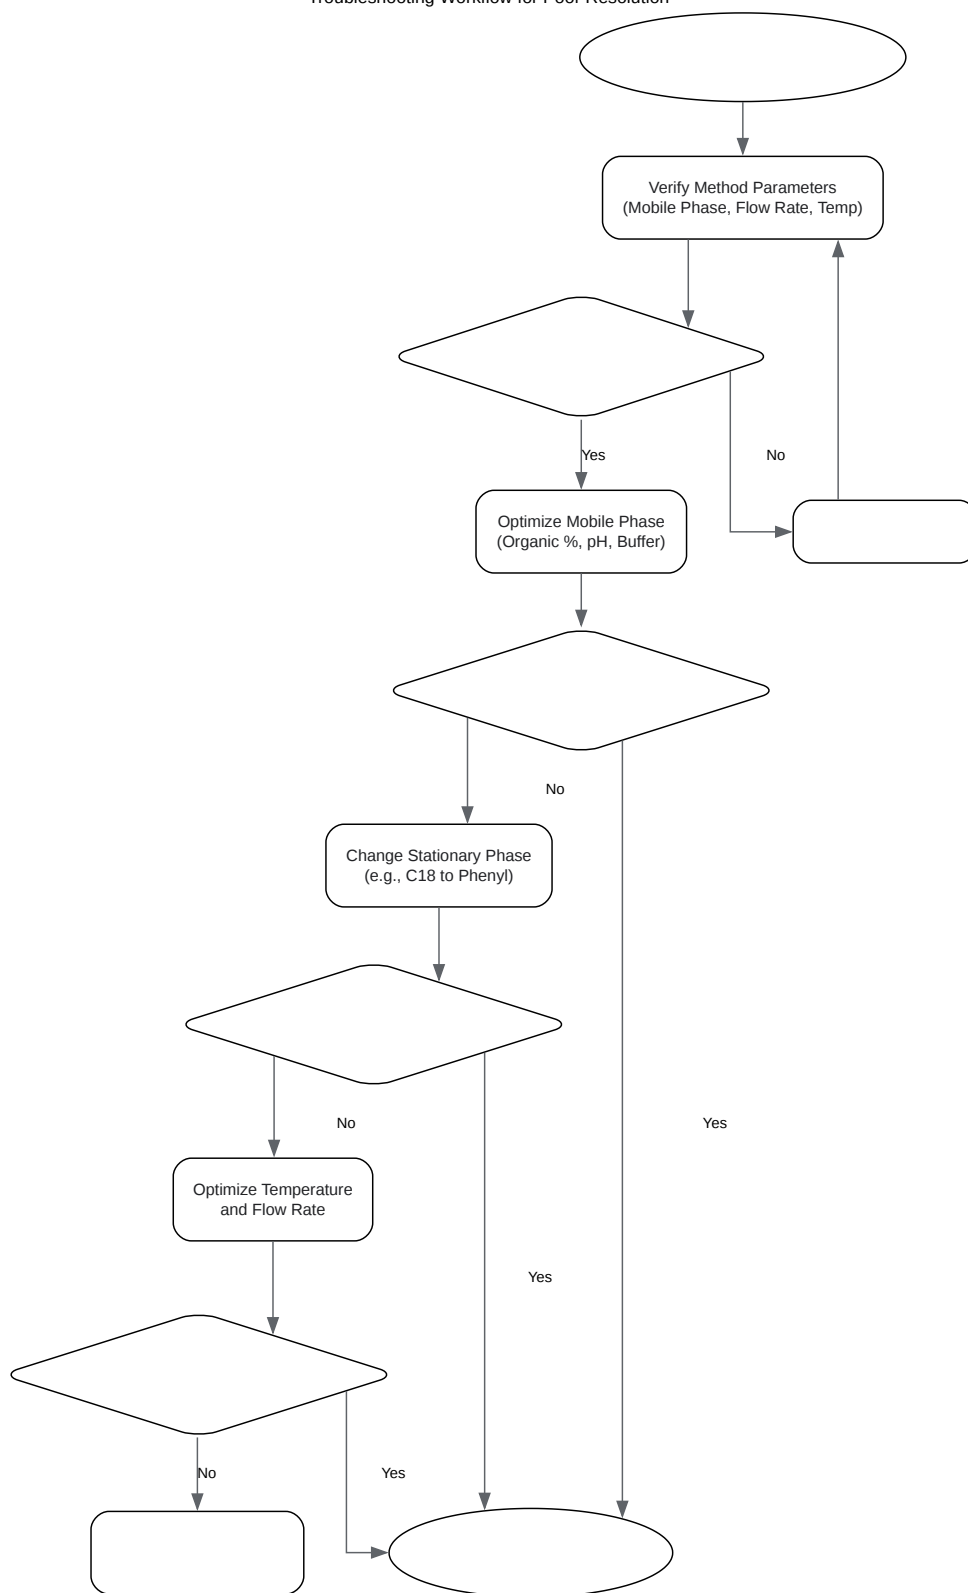 Troubleshooting Workflow for Poor Resolution
Verify Method Parameters
(Mobile Phase, Flow Rate, Temp)
Yes
No
Optimize Mobile Phase
(Organic %, pH, Buffer)
No
Change Stationary Phase
(e.g., C18 to Phenyl)
No
Yes
Optimize Temperature
and Flow Rate
Yes
No
Yes